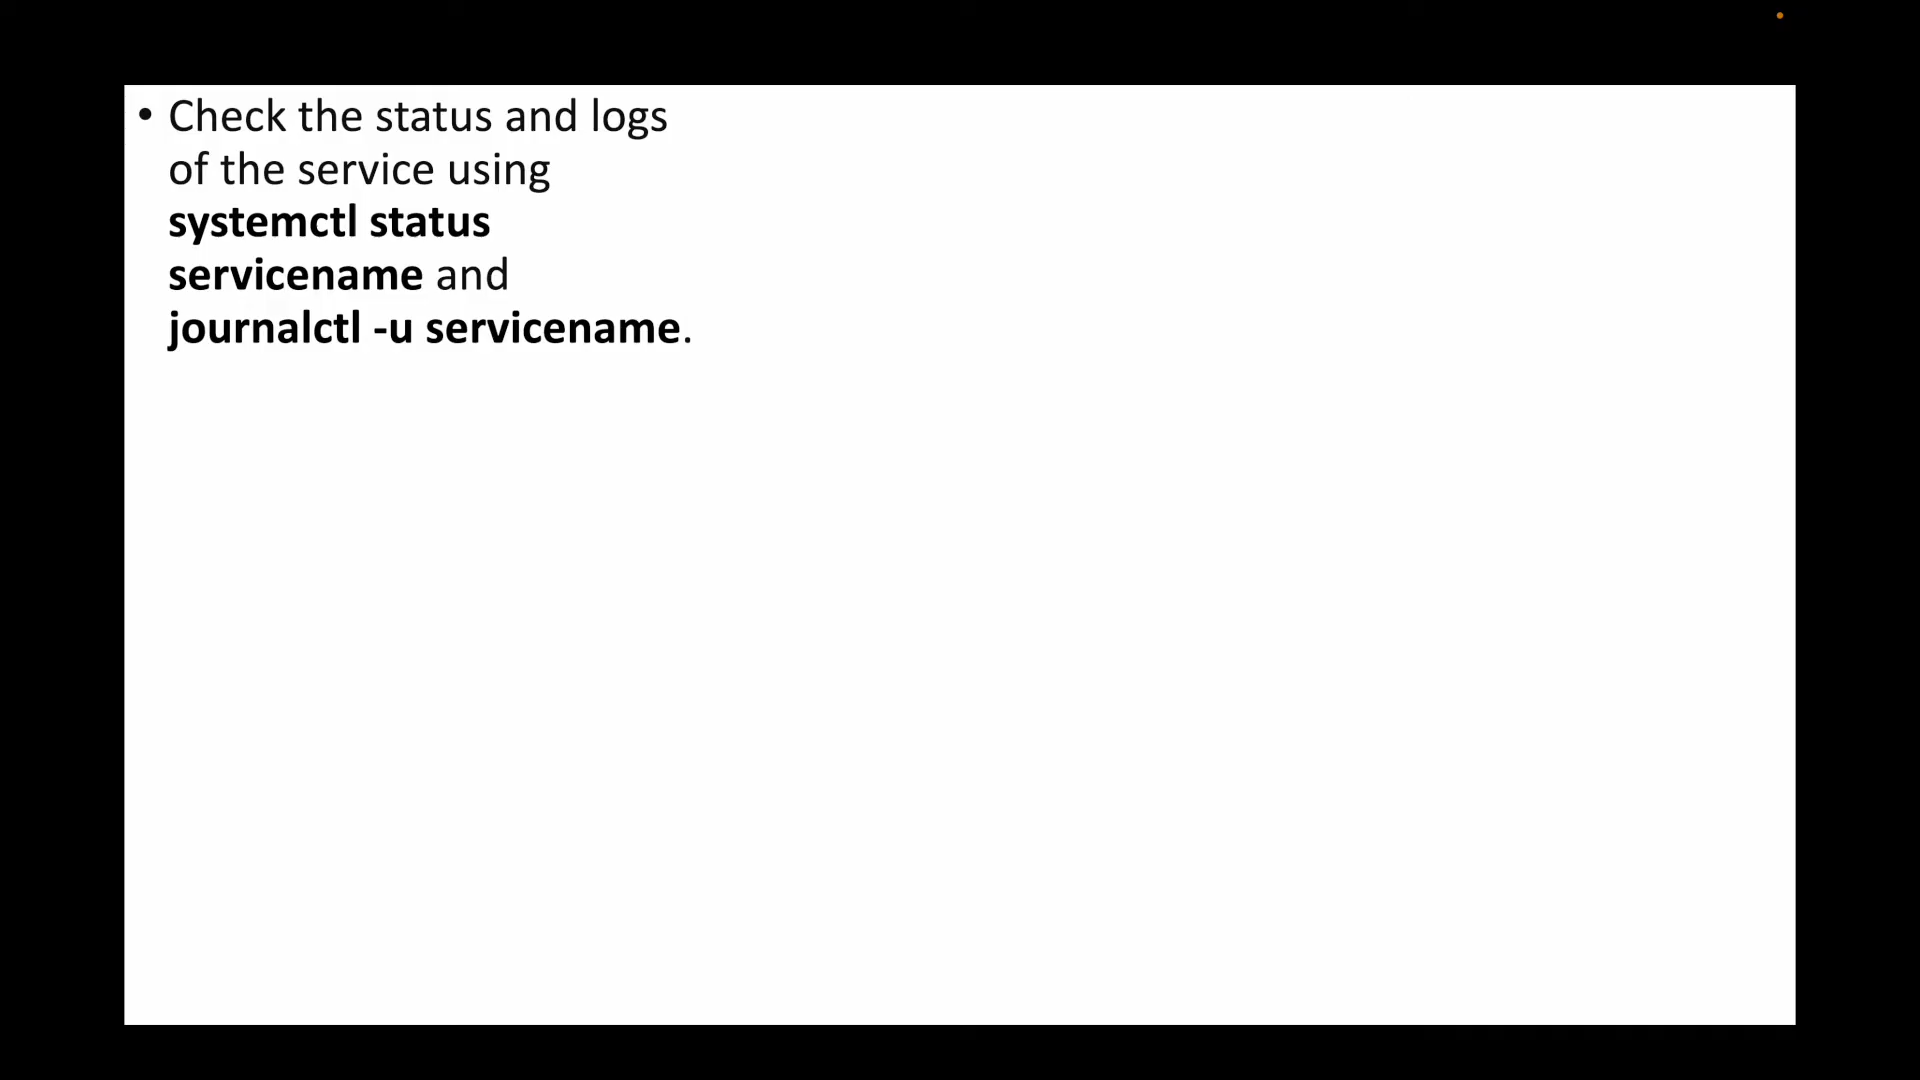 • Check the status and logs
of the service using
systemctl status
servicename and
journalctl -u servicename.